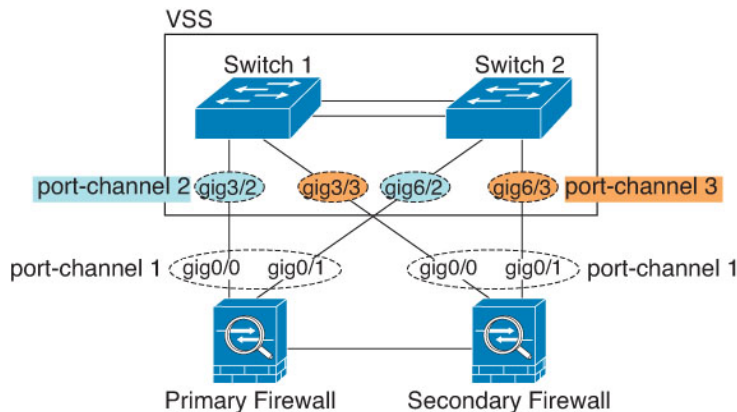 VSS
Switch 1
Switch 2
port-channel 2
gig3/2
gig3/3
gig6/2
gig6/3
port-channel 3
port-channel 1
gig0/0
gig0/1
gig0/0
gig0/1
port-channel 1
Primary Firewall
Secondary Firewall